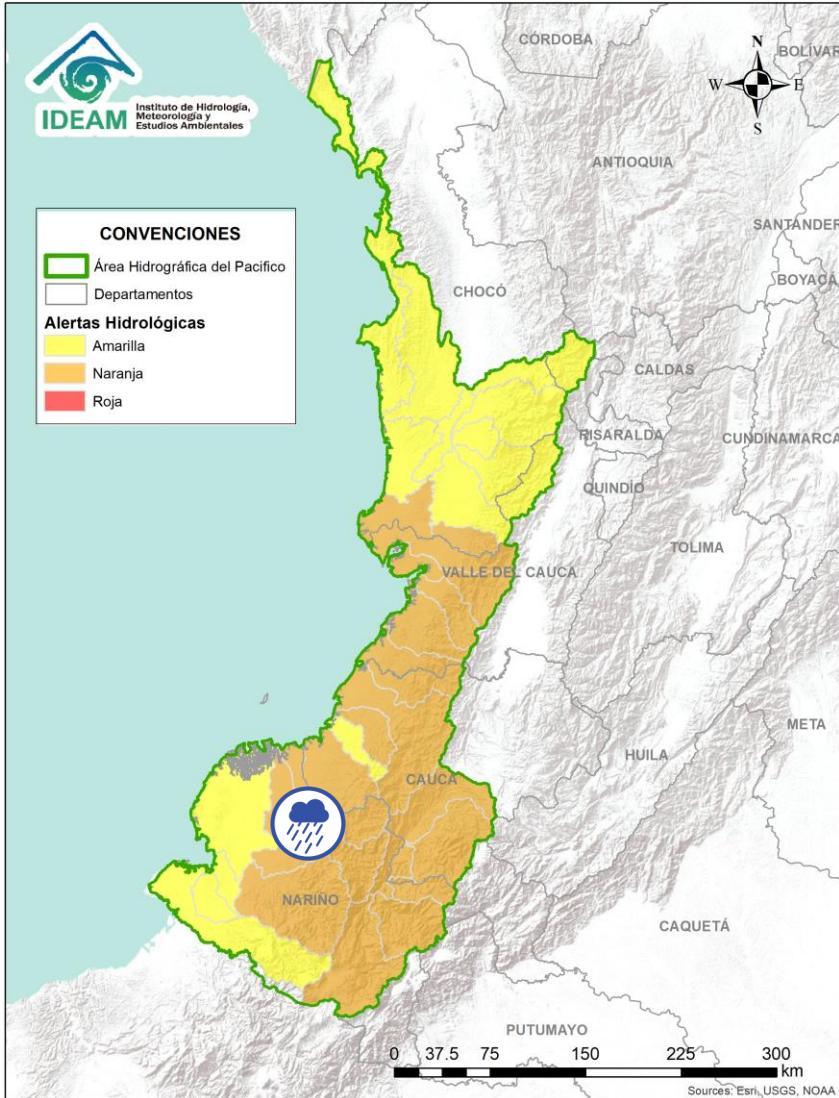 IDEAM
Instituto de Hidrología,
Meteorología y
Estudios Ambientales
N
W
E
S
CÓRDOBA
BOLÍVAR
ANTIOQUIA
SANTANDER
BOYACÁ
CHOCÓ
CONVENCIONES
Área Hidrográfica del Pacifico
Departamentos
Alertas Hidrológicas
Amarilla
Naranja
Roja
CALDAS
RISARALDA
CUNDINAMARCA
QUINDÍO
TOLIMA
VALLE DEL CAUCA
META
HUILA
CAUCA
NARIÑO
CAQUETÁ
PUTUMAYO
0 37.5 75 150 225 300
km
Sources: Esri, USGS, NOAA